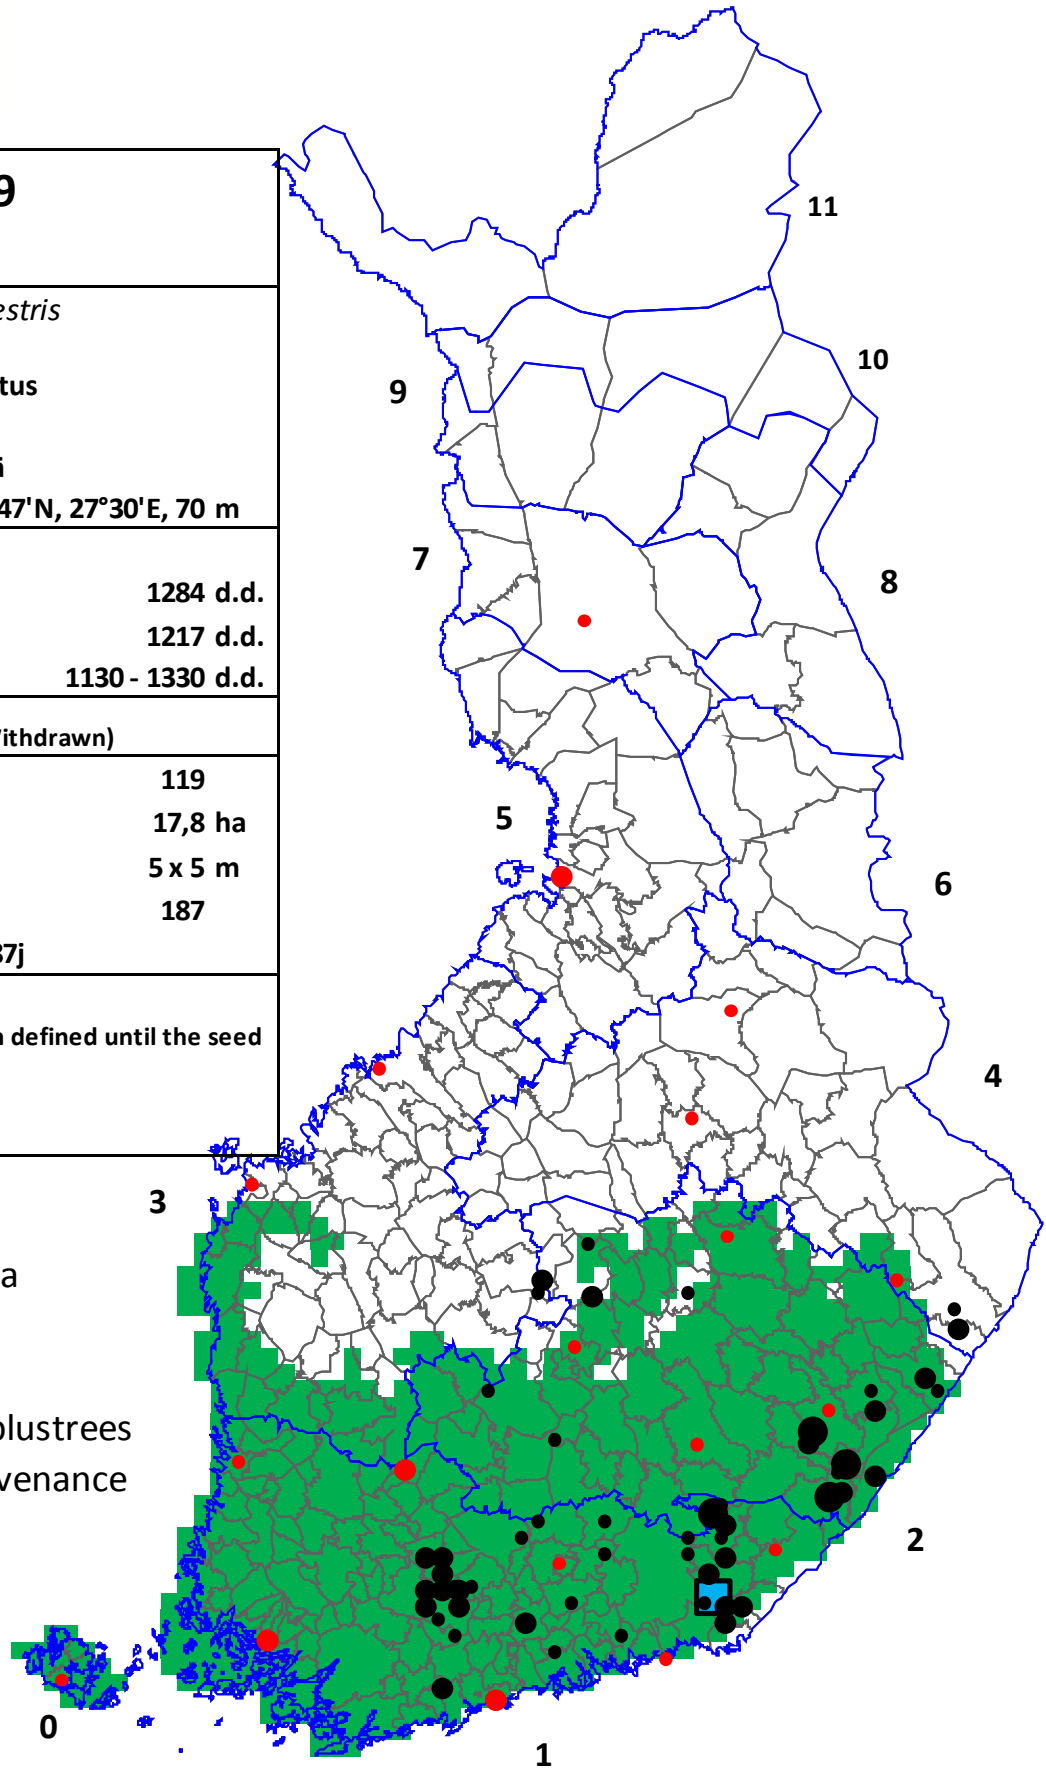 9
estris
tus
ä
47'N, 27°30'E, 70 m
1284 d.d.
1217 d.d.
1130 - 1330 d.d.
ithdrawn)
119
17,8 ha
5 x 5 m
187
37j
n defined until the seed
a
plustrees
venance
11
10
9
7
8
5
6
4
3
2
0
1